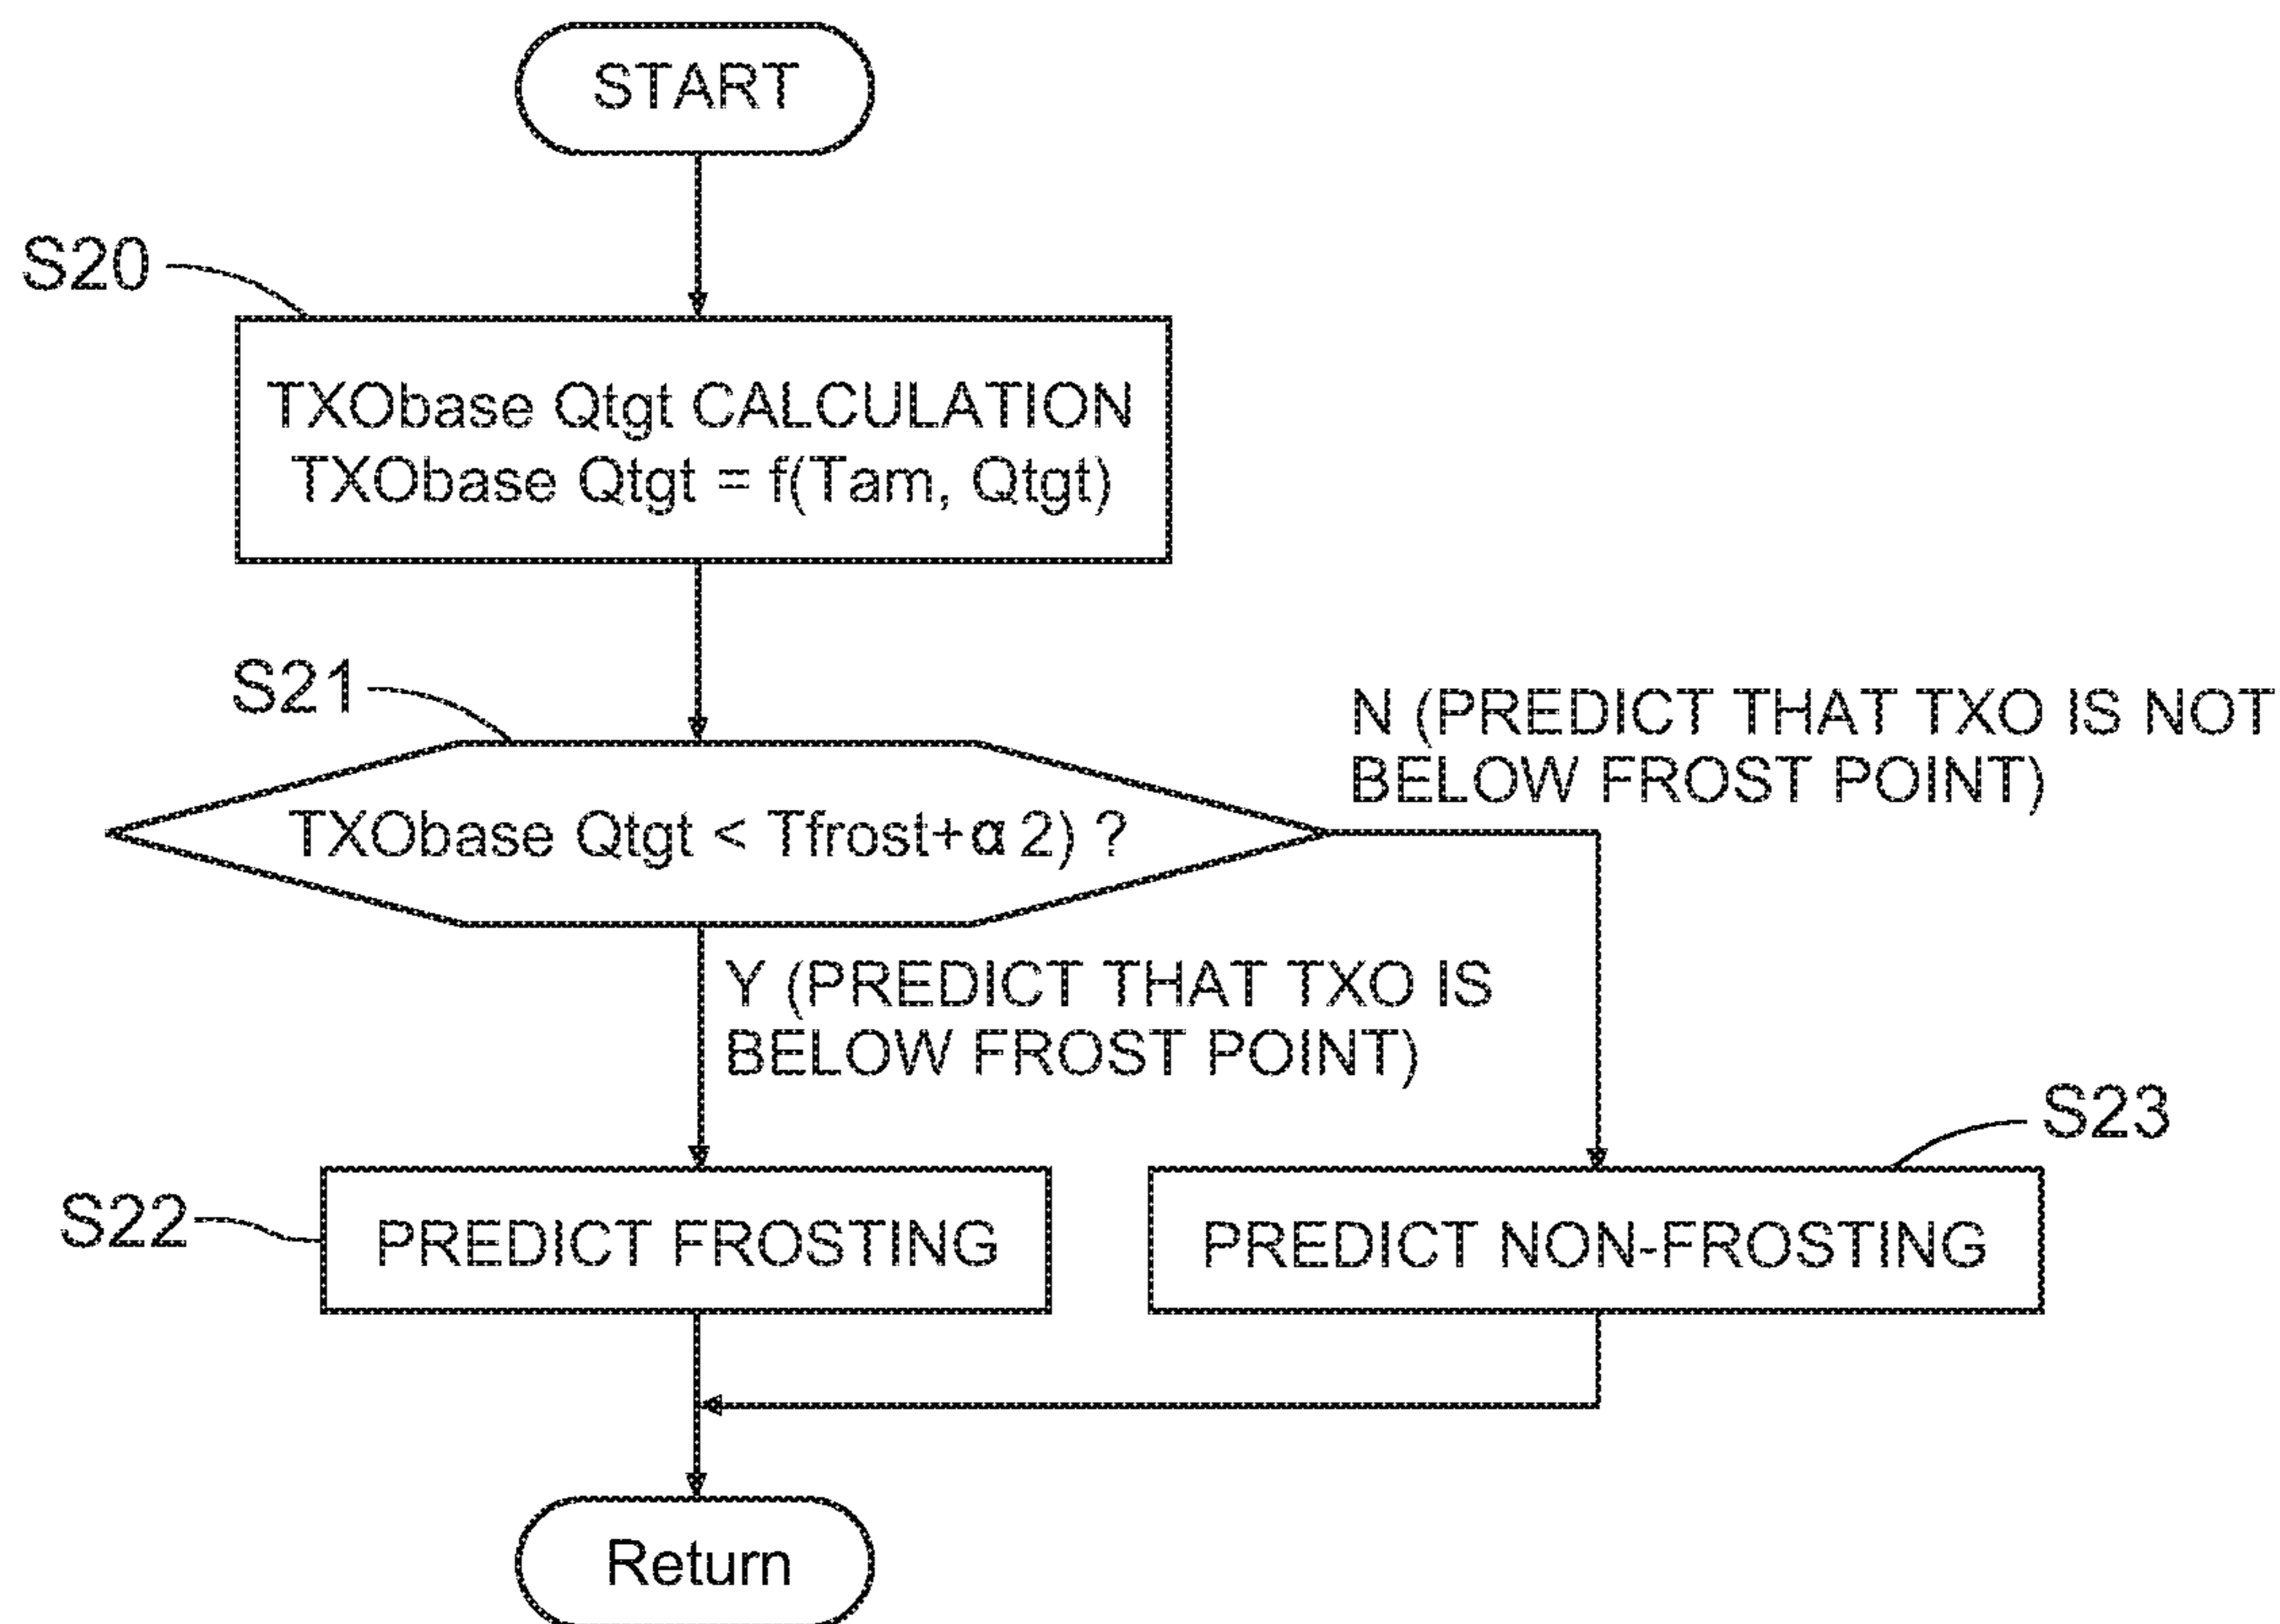 START
S20
TXObase Qtgt CALCULATION
TXObase Qtgt = f(Tam, Qtgt)
S21
N (PREDICT THAT TXO IS NOT
BELOW FROST POINT)
TXObase Qtgt < Tfrost+α2) ?
Y (PREDICT THAT TXO IS
BELOW FROST POINT)
S23
S22
PREDICT FROSTING
PREDICT NON-FROSTING
Return